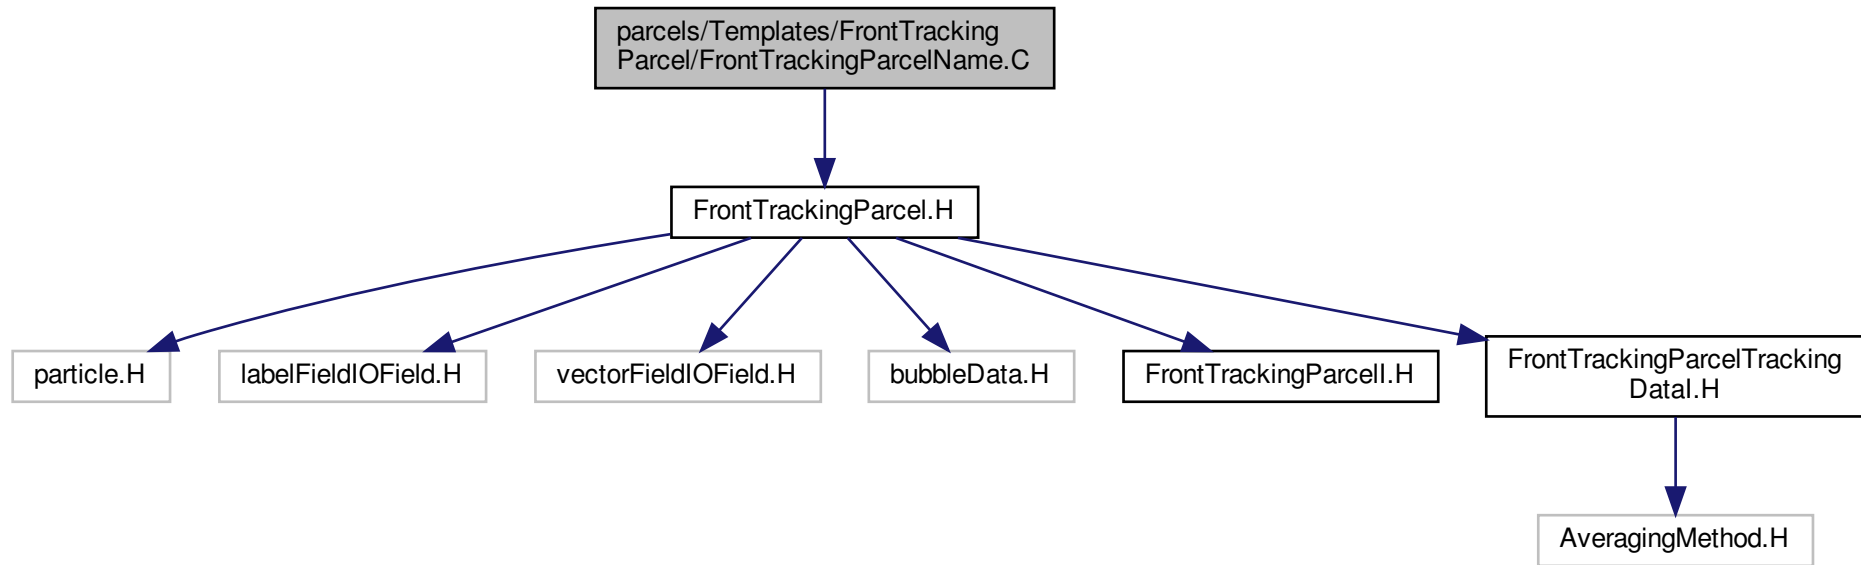 parcels/Templates/FrontTracking
Parcel/FrontTrackingParcelName.C
FrontTrackingParcel.H
particle.H
labelFieldIOField.H
vectorFieldIOField.H
bubbleData.H
FrontTrackingParcelI.H
FrontTrackingParcelTracking
DataI.H
AveragingMethod.H